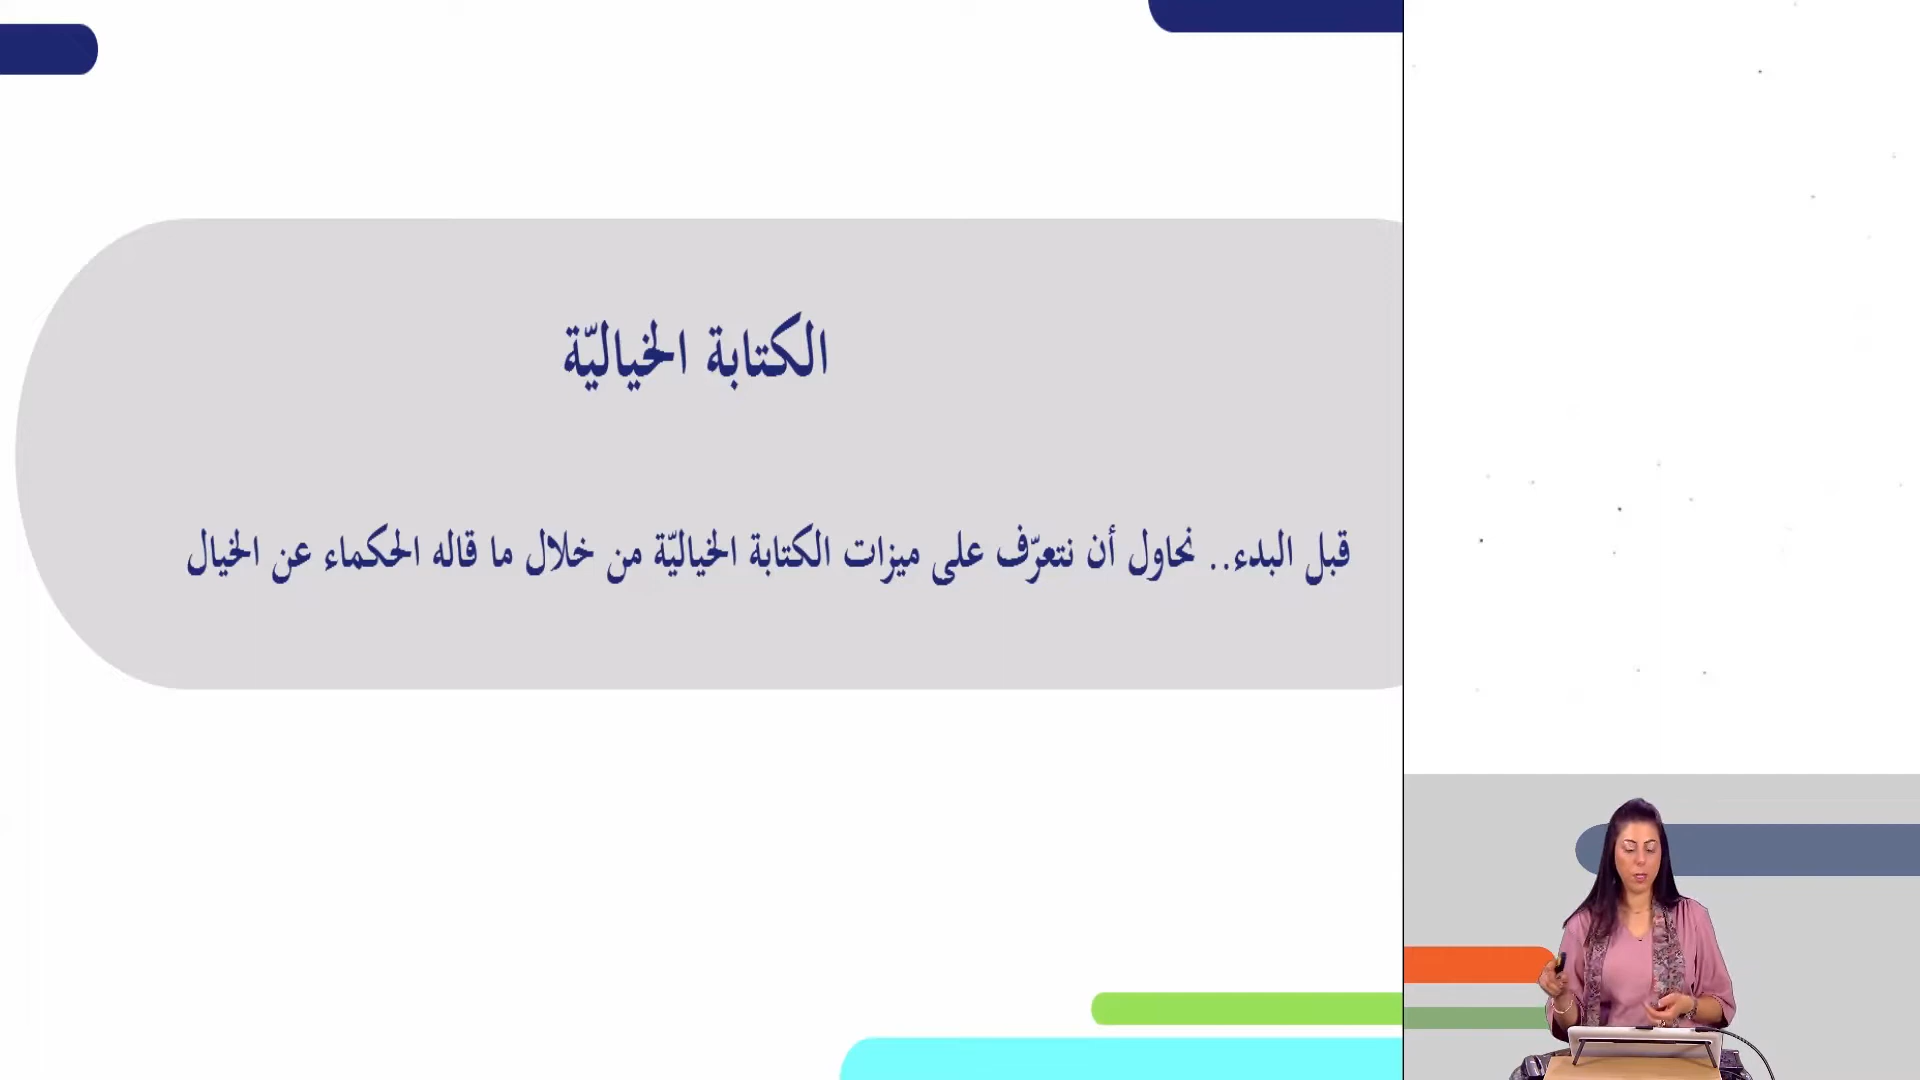 الكتابة الخياليّة
قبل البدء.. نحاول أن نتعرّف على ميزات الكتابة الخياليّة من خلال ما قاله الحكماء عن الخيال